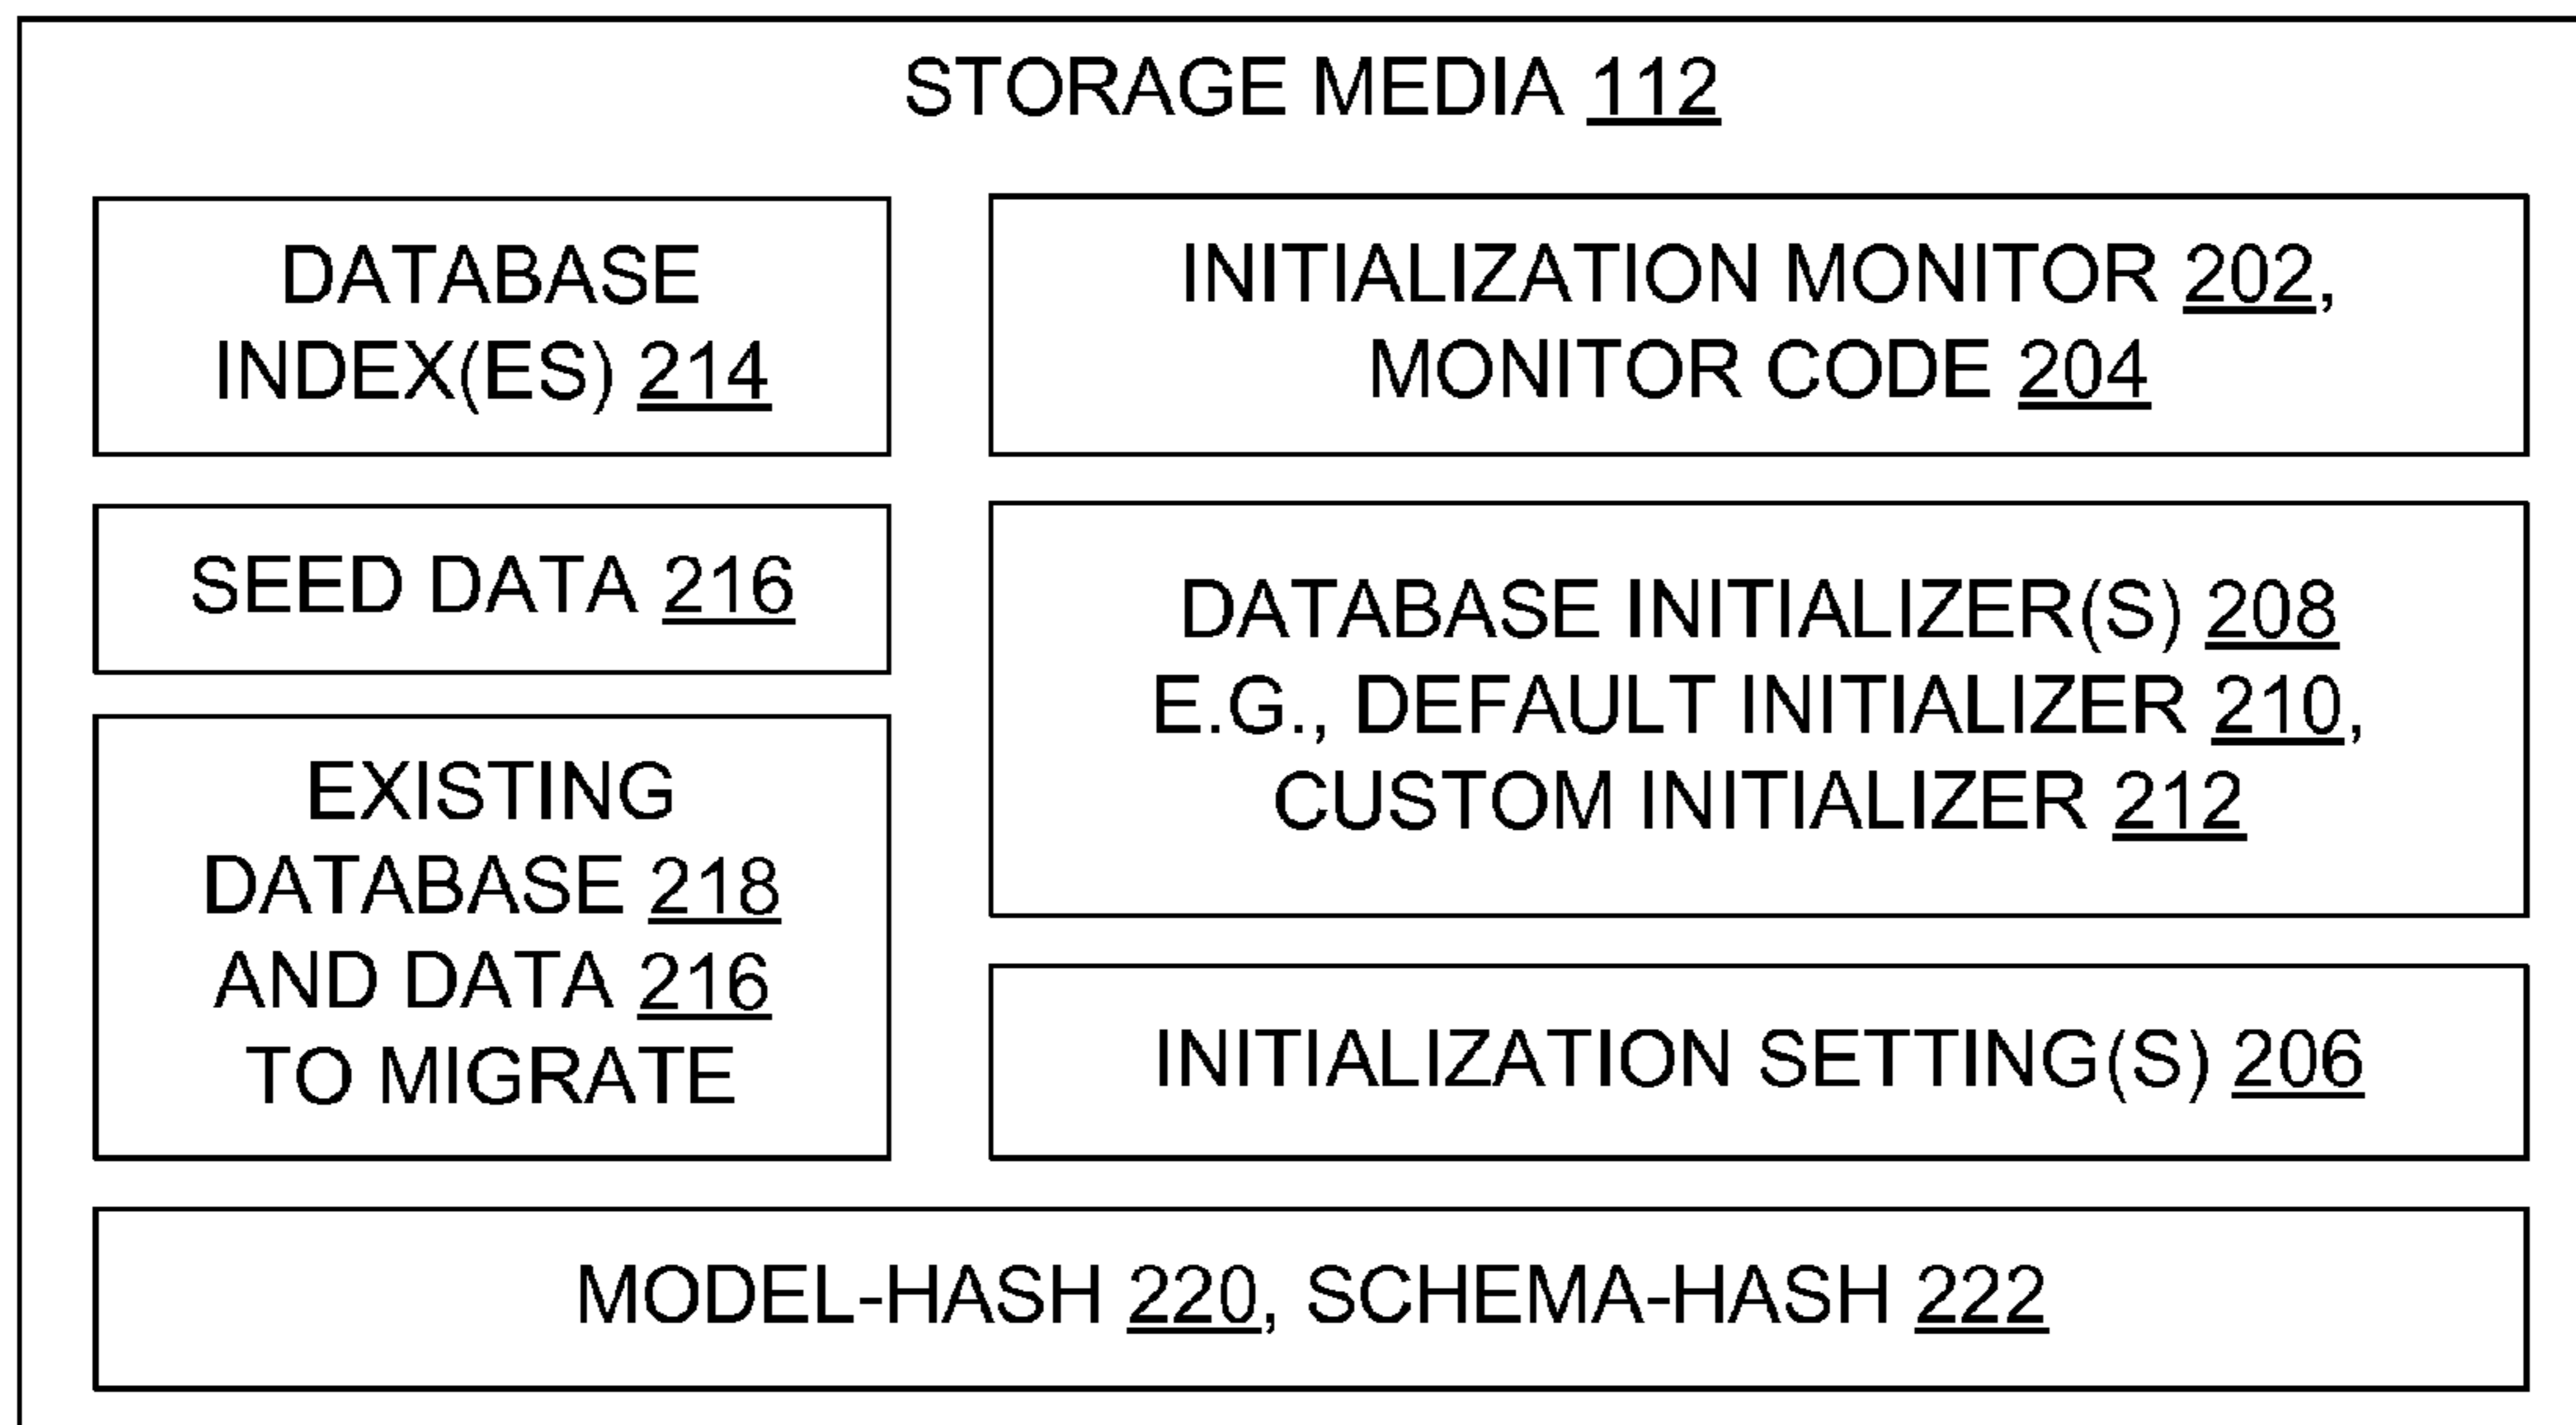 STORAGE MEDIA 112
DATABASE
INDEX(ES) 214
INITIALIZATION MONITOR 202,
MONITOR CODE 204
SEED DATA 216
DATABASE INITIALIZER(S) 208
E.G., DEFAULT INITIALIZER 210,
CUSTOM INITIALIZER 212
EXISTING
DATABASE 218
AND DATA 216
TO MIGRATE
INITIALIZATION SETTING(S) 206
MODEL-HASH 220, SCHEMA-HASH 222